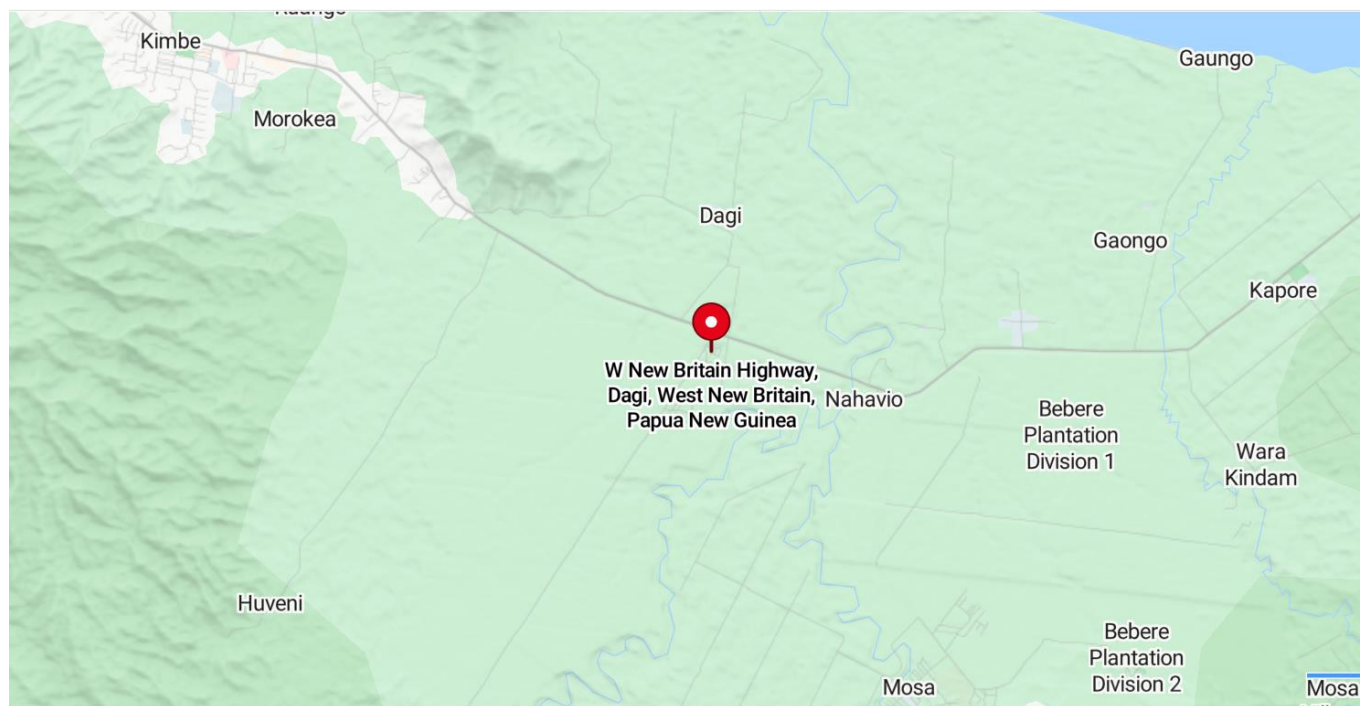 Kimbe
Gaungo
Morokea
Dagi
Gaongo
Kapore
W New Britain Highway,
Dagi, West New Britain,
Papua New Guinea
Nahavio
Bebere
Plantation
Division 1
Wara
Kindam
Huveni
Bebere
Plantation
Division 2
Mosa
Mosa